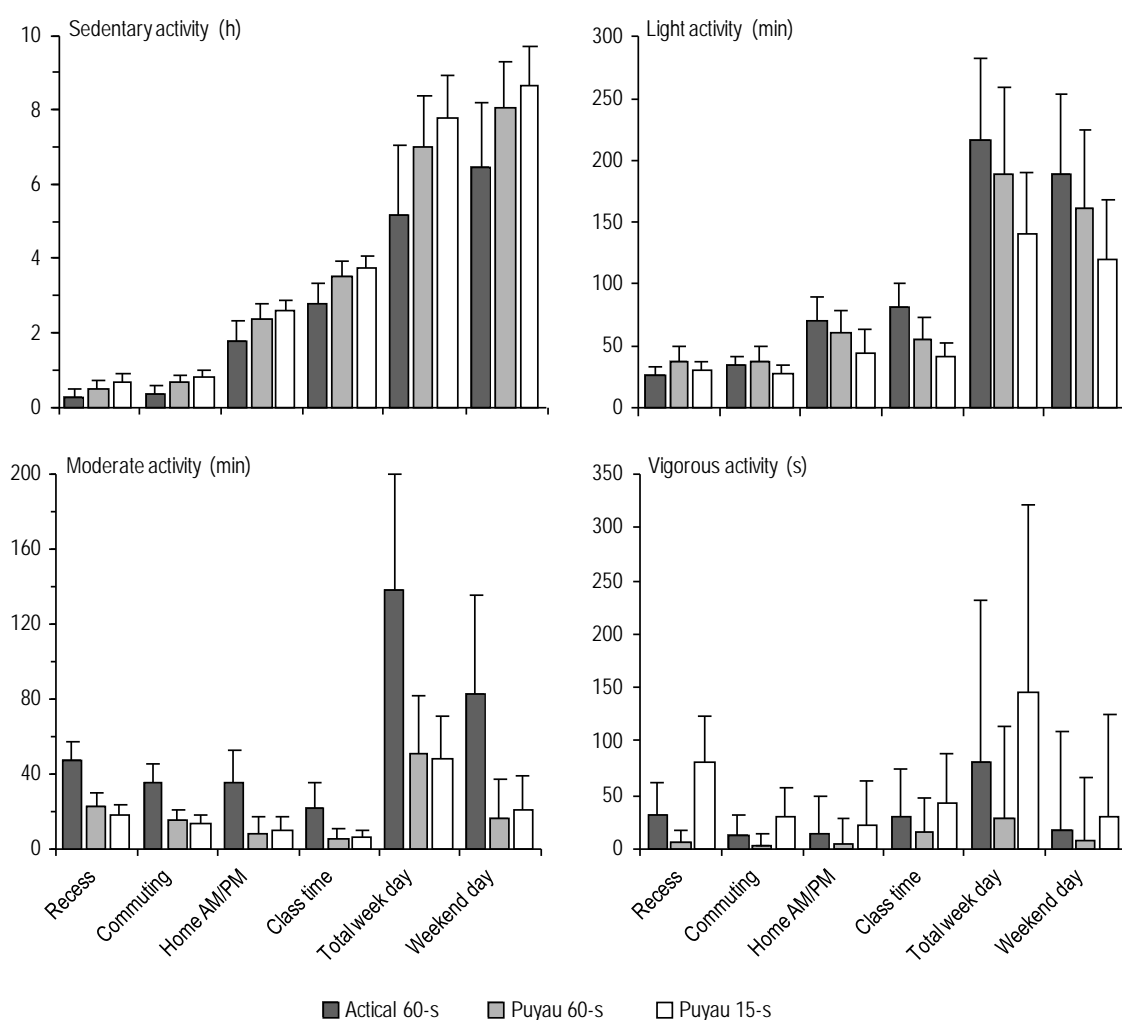 Sedentary activity (h)
10
8
6
4
2
0
Light activity (min)
300
250
200
150
100
50
0
Moderate activity (min)
200
160
120
80
40
0
Recess
Commuting
Home AM/PM
Class time
Total week day
Weekend day
Vigorous activity (s)
350
300
250
200
150
100
50
0
Recess
Commuting
Home AM/PM
Class time
Total week day
Weekend day
Actical 60-s Puyau 60-s Puyau 15-s